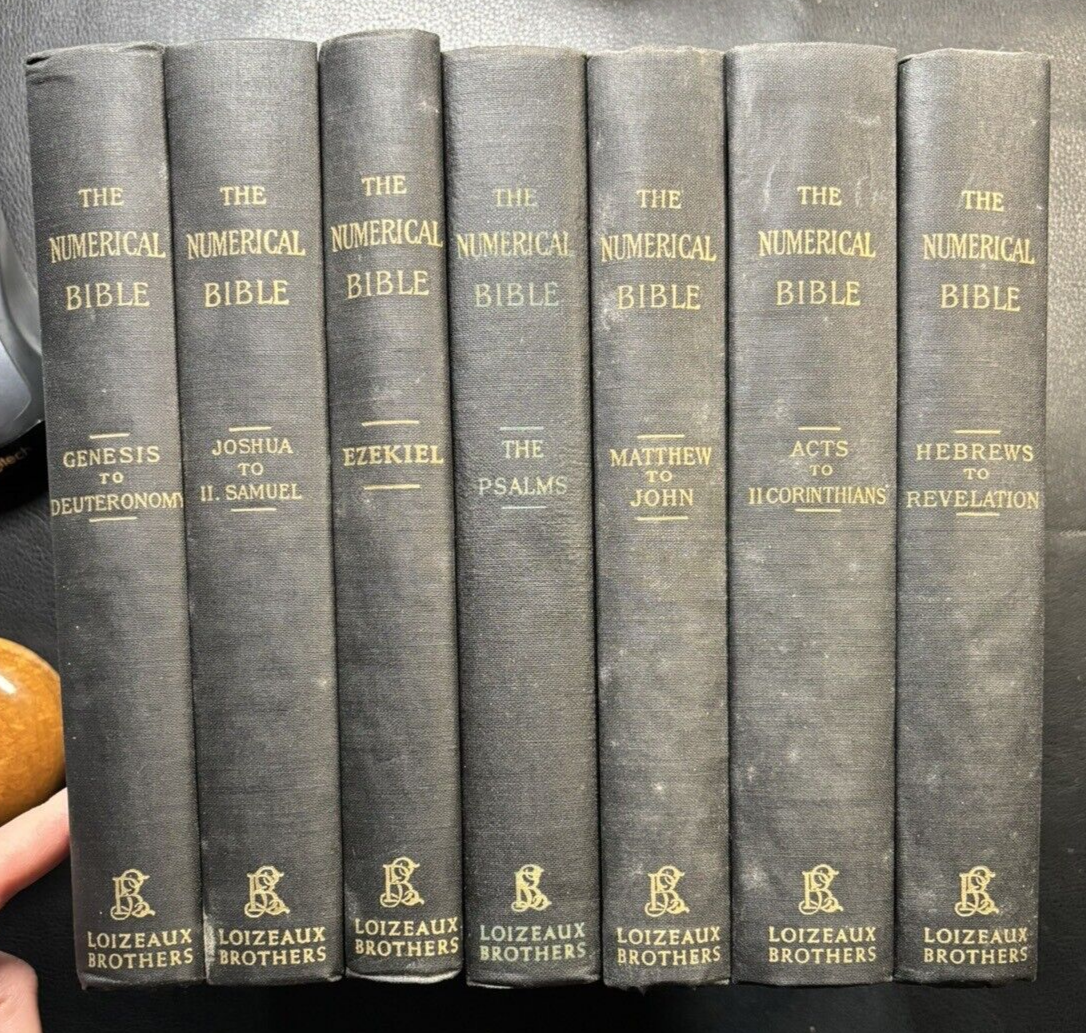 THE
NUMERICAL
BIBLE
GENESIS
TO
DEUTERONOMY
LOIZEAUX
BROTHERS
THE
NUMERICAL
BIBLE
JOSHUA
TO
II. SAMUEL
LOIZEAUX
BROTHERS
THE
NUMERICAL
BIBLE
EZEKIEL
LOIZEAUX
BROTHERS
THE
NUMERICAL
BIBLE
THE
PSALMS
LOIZEAUX
BROTHERS
THE
NUMERICAL
BIBLE
MATTHEW
TO
JOHN
LOIZEAUX
BROTHERS
THE
NUMERICAL
BIBLE
ACTS
TO
II CORINTHIANS
LOIZEAUX
BROTHERS
THE
NUMERICAL
BIBLE
HEBREWS
TO
REVELATION
LOIZEAUX
BROTHERS